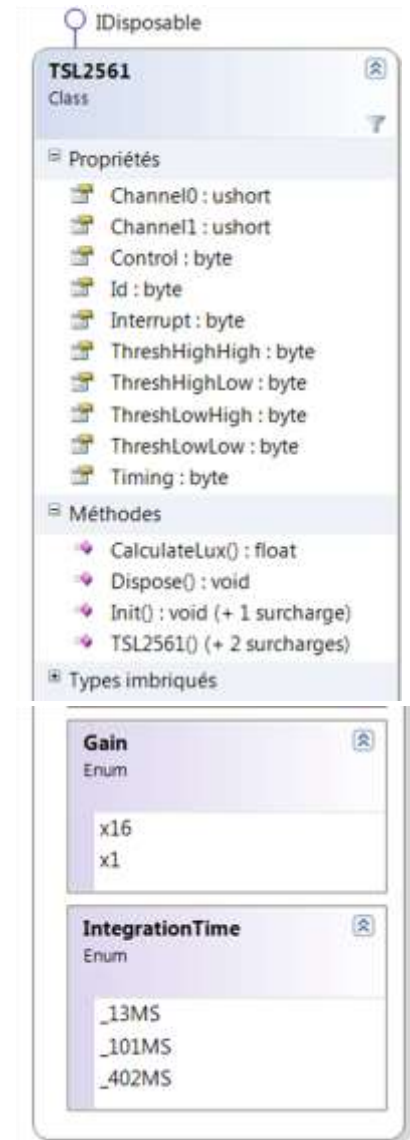 IDisposable
TSL2561
Class
Propriétés
Channel0 : ushort
Channel1 : ushort
Control : byte
Id : byte
Interrupt : byte
ThreshHighHigh : byte
ThreshHighLow : byte
ThreshLowHigh : byte
ThreshLowLow : byte
Timing : byte
Méthodes
CalculateLux() : float
Dispose() : void
Init() : void (+ 1 surcharge)
TSL2561() (+ 2 surcharges)
Types imbriqués
Gain
Enum
x16
x1
IntegrationTime
Enum
_13MS
_101MS
_402MS